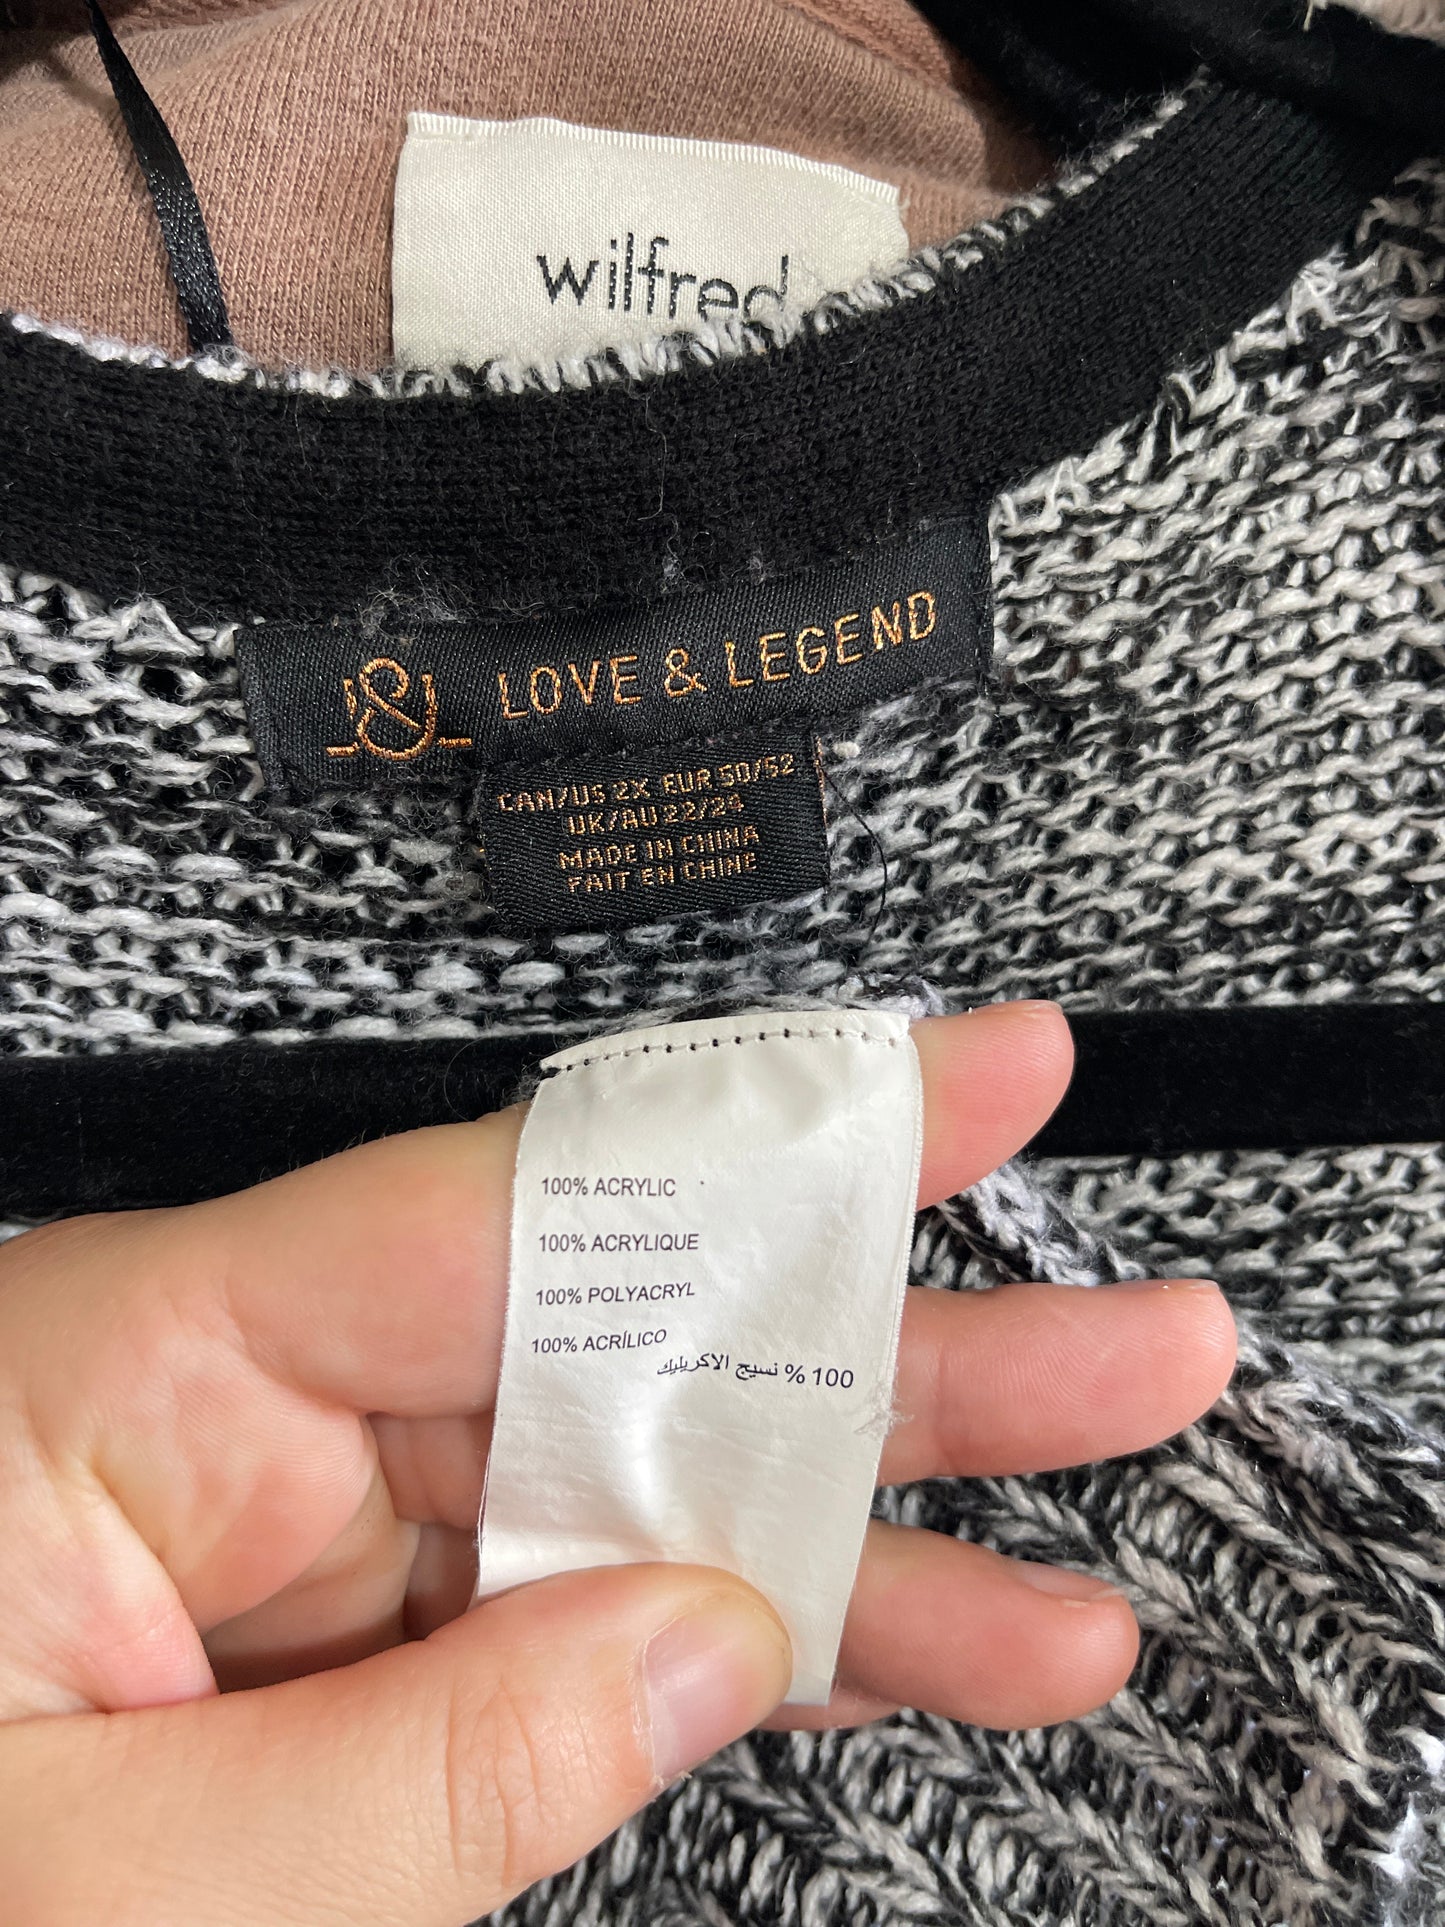 wilfred
LOVE & LEGEND
CAN/US 2X EUR 50/52
UK/AU 22/24
MADE IN CHINA
FAIT EN CHINE
100% ACRYLIC
100% ACRYLIQUE
100% POLYACRYL
100% ACRÍLICO
100 % نسيج الاكريليك